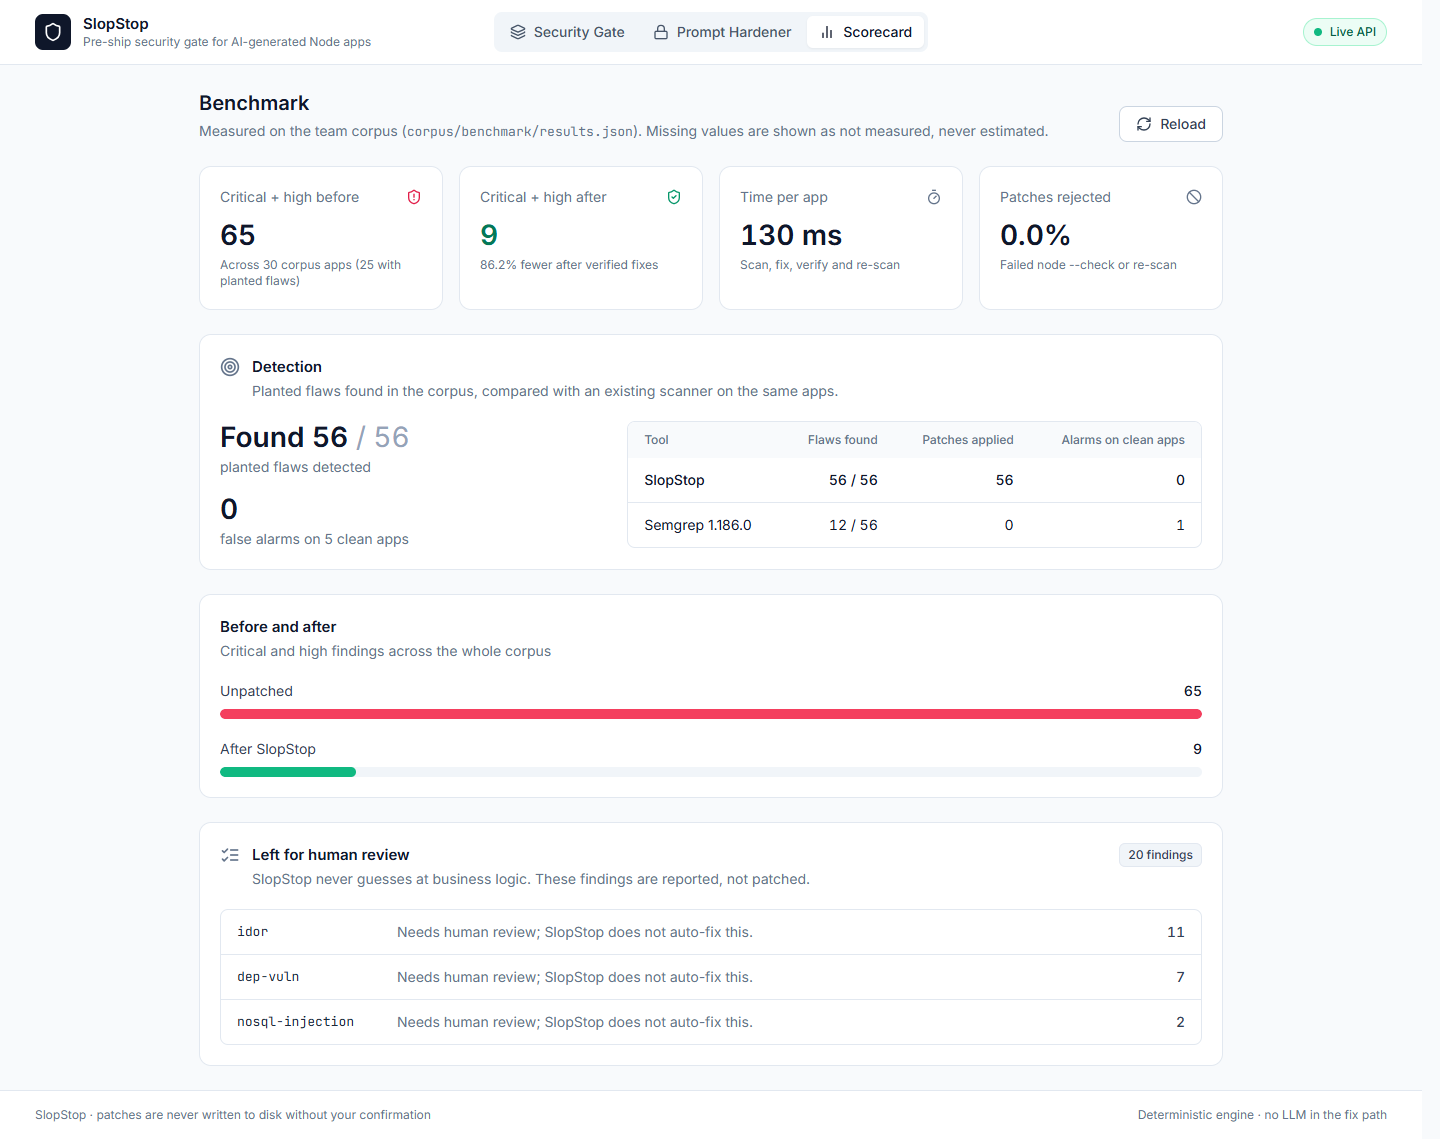 SlopStop
Pre-ship security gate for AI-generated Node apps
Security Gate
Prompt Hardener
Scorecard
Live API
Benchmark
Measured on the team corpus (corpus/benchmark/results.json). Missing values are shown as not measured, never estimated.
Reload
Critical + high before
65
Across 30 corpus apps (25 with
planted flaws)
Critical + high after
9
86.2% fewer after verified fixes
Time per app
130 ms
Scan, fix, verify and re-scan
Patches rejected
0.0%
Failed node --check or re-scan
Detection
Planted flaws found in the corpus, compared with an existing scanner on the same apps.
Found 56 / 56
planted flaws detected
0
false alarms on 5 clean apps
Tool Flaws found Patches applied Alarms on clean apps
SlopStop 56 / 56 56 0
Semgrep 1.186.0 12 / 56 0 1
Before and after
Critical and high findings across the whole corpus
Unpatched 65
After SlopStop 9
Left for human review
20 findings
SlopStop never guesses at business logic. These findings are reported, not patched.
idor Needs human review; SlopStop does not auto-fix this. 11
dep-vuln Needs human review; SlopStop does not auto-fix this. 7
nosql-injection Needs human review; SlopStop does not auto-fix this. 2
SlopStop · patches are never written to disk without your confirmation
Deterministic engine · no LLM in the fix path